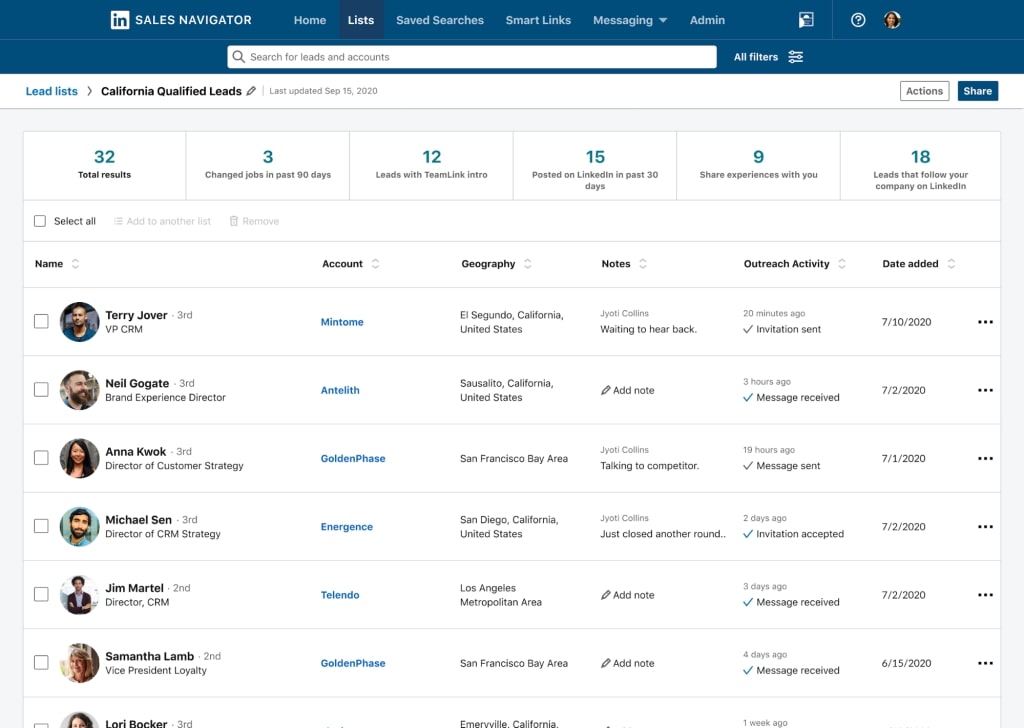 in SALES NAVIGATOR
Home Lists Saved Searches Smart Links Messaging Admin
Search for leads and accounts
All filters
Lead lists > California Qualified Leads | Last updated Sep 15, 2020
Actions Share
32
Total results
3
Changed jobs in past 90 days
12
Leads with TeamLink intro
15
Posted on LinkedIn in past 30
days
9
Share experiences with you
18
Leads that follow your
company on LinkedIn
Select all Add to another list Remove
Name Account Geography Notes Outreach Activity Date added
Terry Jover · 3rd
VP CRM
Mintome
El Segundo, California,
United States
Jyoti Collins
Waiting to hear back.
20 minutes ago
Invitation sent
7/10/2020
Neil Gogate · 3rd
Brand Experience Director
Antelith
Sausalito, California,
United States
Add note
3 hours ago
Message received
7/2/2020
Anna Kwok · 3rd
Director of Customer Strategy
GoldenPhase
San Francisco Bay Area
Jyoti Collins
Talking to competitor.
19 hours ago
Message sent
7/1/2020
Michael Sen · 3rd
Director of CRM Strategy
Energence
San Diego, California,
United States
Jyoti Collins
Just closed another round..
2 days ago
Invitation accepted
7/2/2020
Jim Martel · 2nd
Director, CRM
Telendo
Los Angeles
Metropolitan Area
Add note
3 days ago
Message received
7/2/2020
Samantha Lamb · 2nd
Vice President Loyalty
GoldenPhase
San Francisco Bay Area
Add note
4 days ago
Message received
6/15/2020
Lori Bocker · 3rd
Emeryville, California,
1 week ago